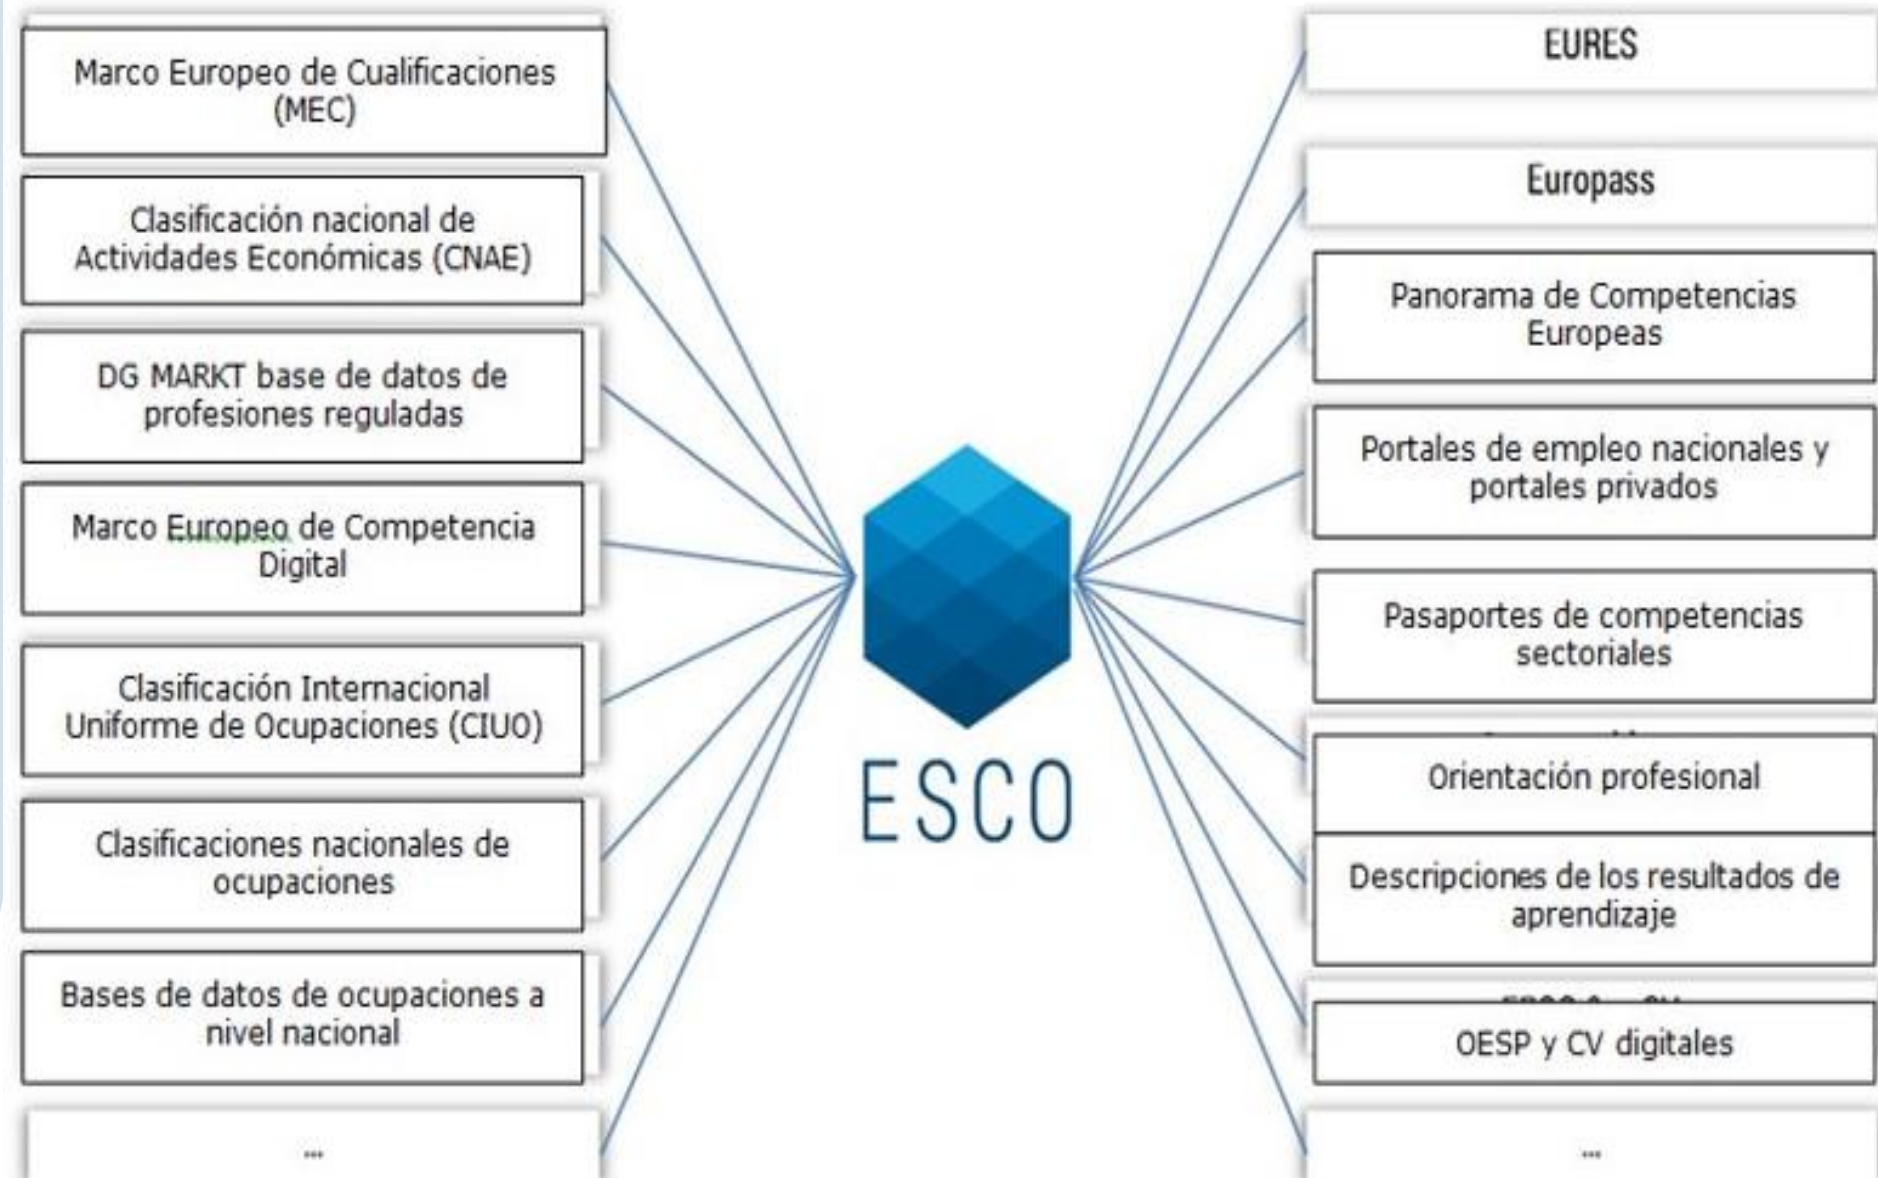 Marco Europeo de Cualificaciones
(MEC)
Clasificación nacional de
Actividades Económicas (CNAE)
DG MARKT base de datos de
profesiones reguladas
Marco Europeo de Competencia
Digital
Clasificación Internacional
Uniforme de Ocupaciones (CIUO)
Clasificaciones nacionales de
ocupaciones
Bases de datos de ocupaciones a
nivel nacional
...
ESCO
EURES
Europass
Panorama de Competencias
Europeas
Portales de empleo nacionales y
portales privados
Pasaportes de competencias
sectoriales
Orientación profesional
Descripciones de los resultados de
aprendizaje
OESP y CV digitales
...